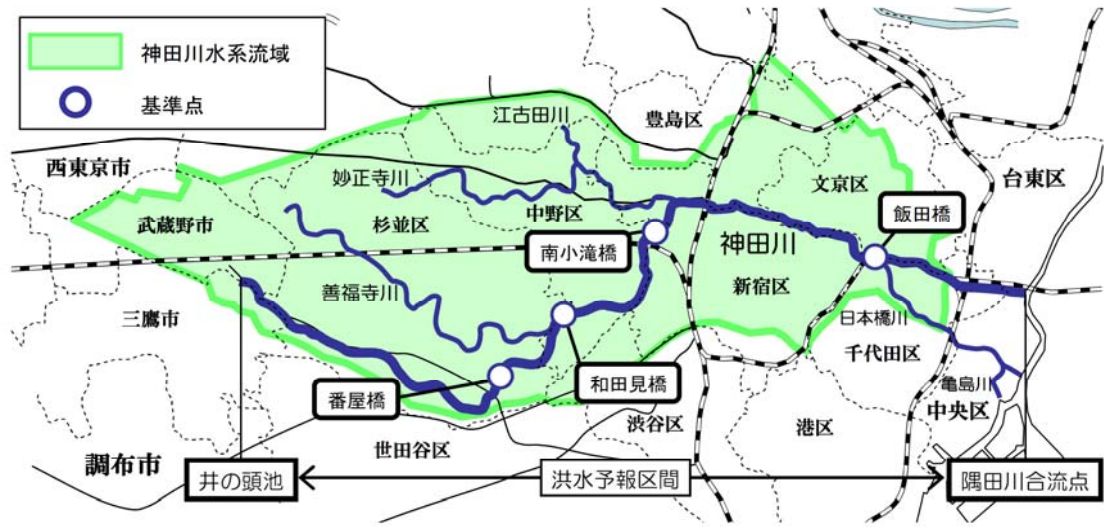 神田川水系流域
基準点
江古田川
豊島区
西東京市
妙正寺川
文京区
台東区
武蔵野市
杉並区
中野区
飯田橋
南小滝橋
神田川
善福寺川
新宿区
三鷹市
日本橋川
千代田区
番屋橋
和田見橋
亀島川
中央区
渋谷区
港区
世田谷区
調布市
井の頭池
洪水予報区間
隅田川合流点